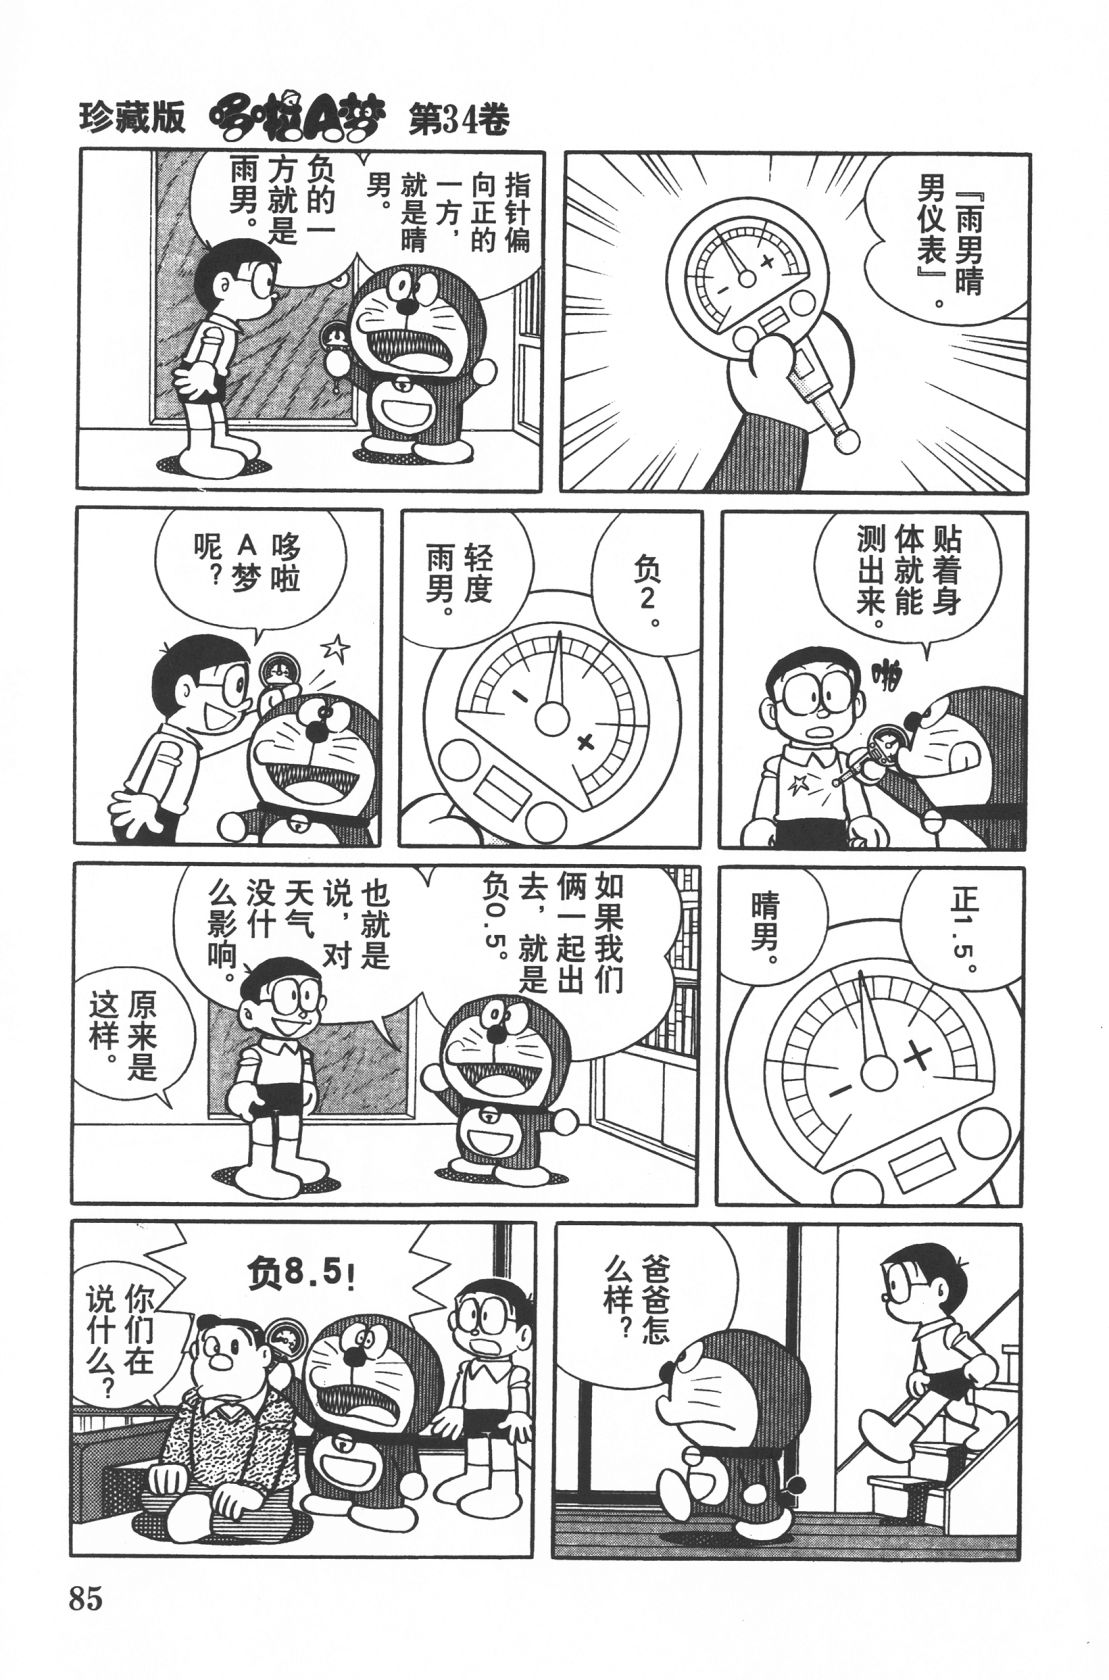 珍藏版 哆啦A梦 第34卷
『雨男晴
男仪表』。
指针偏
向正的
一方，
就是晴
男。
负的一
方就是
雨男。
贴着身
体就能
测出来。
啪
负2。
轻度
雨男。
哆啦
A梦
呢？
正1.5。
晴男。
如果我们
俩一起出
去，就是
负0.5。
也就是
说，对
天气
没什
么影响。
原来是
这样。
爸爸怎
么样？
负8.5！
你们在
说什么？
85